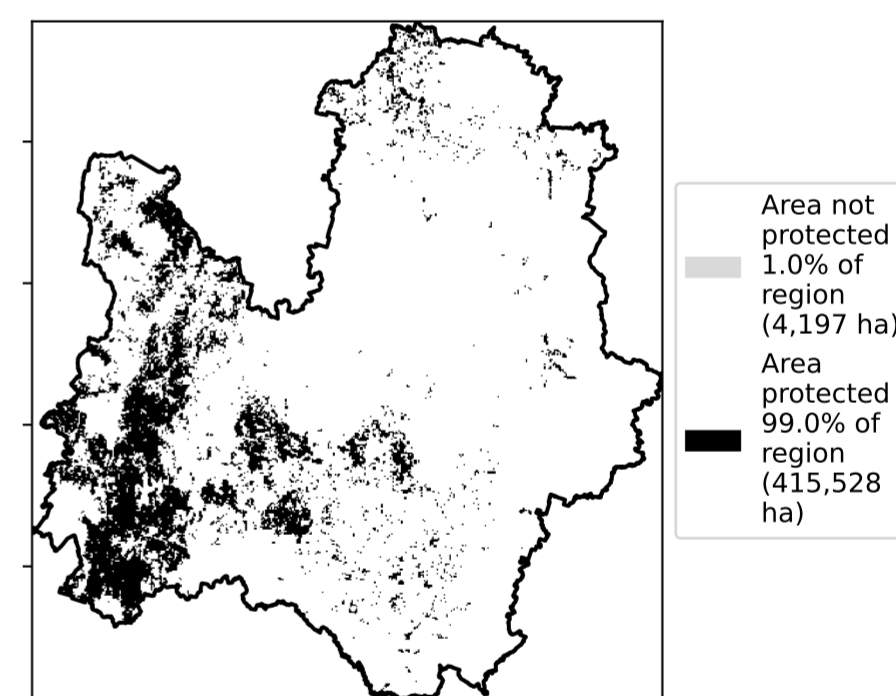 Area not
protected
1.0% of
region
(4,197 ha)
Area
protected
99.0% of
region
(415,528
ha)